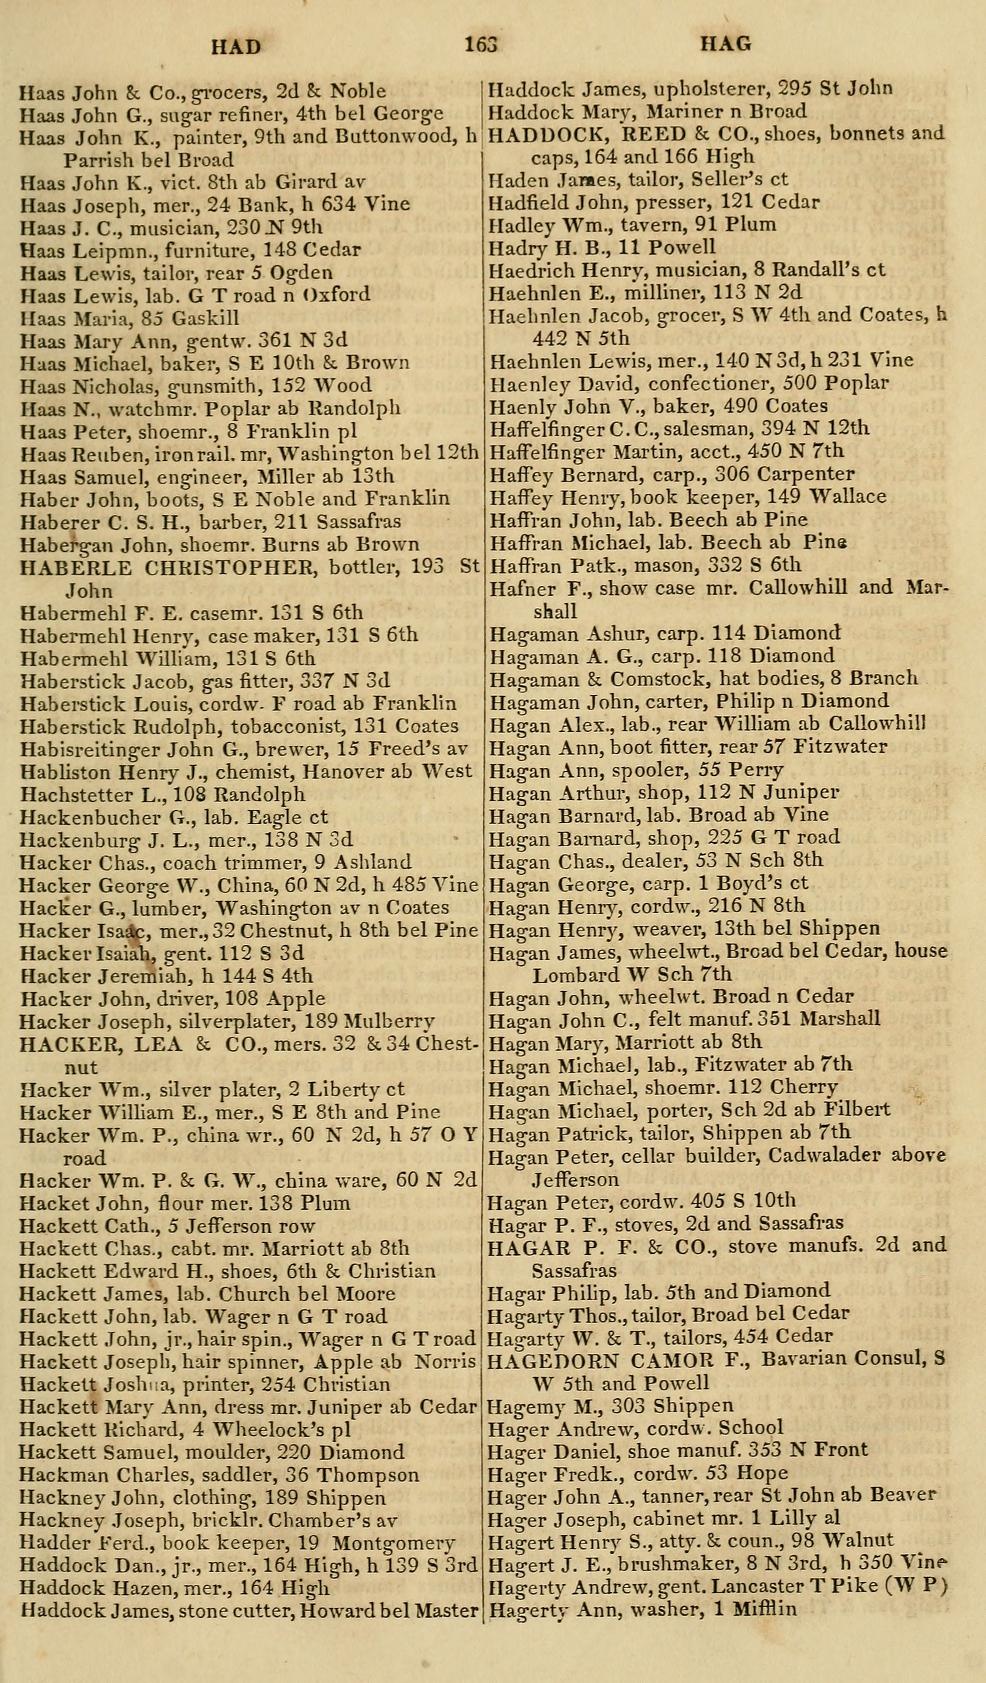 HAD 163 HAG
Haas John & Co., grocers, 2d & Noble
Haas John G., sugar refiner, 4th bel George
Haas John K., painter, 9th and Buttonwood, h
Parrish bel Broad
Haas John K., vict. 8th ab Girard av
Haas Joseph, mer., 24 Bank, h 634 Vine
Haas J. C., musician, 230 N 9th
Haas Leipmn., furniture, 148 Cedar
Haas Lewis, tailor, rear 5 Ogden
Haas Lewis, lab. G T road n Oxford
Haas Maria, 85 Gaskill
Haas Mary Ann, gentw. 361 N 3d
Haas Michael, baker, S E 10th & Brown
Haas Nicholas, gunsmith, 152 Wood
Haas N., watchmr. Poplar ab Randolph
Haas Peter, shoemr., 8 Franklin pl
Haas Reuben, iron rail. mr, Washington bel 12th
Haas Samuel, engineer, Miller ab 13th
Haber John, boots, S E Noble and Franklin
Haberer C. S. H., barber, 211 Sassafras
Habergan John, shoemr. Burns ab Brown
HABERLE CHRISTOPHER, bottler, 193 St
John
Habermehl F. E. casemr. 131 S 6th
Habermehl Henry, case maker, 131 S 6th
Habermehl William, 131 S 6th
Haberstick Jacob, gas fitter, 337 N 3d
Haberstick Louis, cordw. F road ab Franklin
Haberstick Rudolph, tobacconist, 131 Coates
Habisreitinger John G., brewer, 15 Freed's av
Habliston Henry J., chemist, Hanover ab West
Hachstetter L., 108 Randolph
Hackenbucher G., lab. Eagle ct
Hackenburg J. L., mer., 138 N 3d
Hacker Chas., coach trimmer, 9 Ashland
Hacker George W., China, 60 N 2d, h 485 Vine
Hacker G., lumber, Washington av n Coates
Hacker Isaac, mer., 32 Chestnut, h 8th bel Pine
Hacker Isaiah, gent. 112 S 3d
Hacker Jeremiah, h 144 S 4th
Hacker John, driver, 108 Apple
Hacker Joseph, silverplater, 189 Mulberry
HACKER, LEA & CO., mers. 32 & 34 Chest-
nut
Hacker Wm., silver plater, 2 Liberty ct
Hacker William E., mer., S E 8th and Pine
Hacker Wm. P., china wr., 60 N 2d, h 57 O Y
road
Hacker Wm. P. & G. W., china ware, 60 N 2d
Hacket John, flour mer. 138 Plum
Hackett Cath., 5 Jefferson row
Hackett Chas., cabt. mr. Marriott ab 8th
Hackett Edward H., shoes, 6th & Christian
Hackett James, lab. Church bel Moore
Hackett John, lab. Wager n G T road
Hackett John, jr., hair spin., Wager n G T road
Hackett Joseph, hair spinner, Apple ab Norris
Hackett Joshua, printer, 254 Christian
Hackett Mary Ann, dress mr. Juniper ab Cedar
Hackett Richard, 4 Wheelock's pl
Hackett Samuel, moulder, 220 Diamond
Hackman Charles, saddler, 36 Thompson
Hackney John, clothing, 189 Shippen
Hackney Joseph, bricklr. Chamber's av
Hadder Ferd., book keeper, 19 Montgomery
Haddock Dan., jr., mer., 164 High, h 139 S 3rd
Haddock Hazen, mer., 164 High
Haddock James, stone cutter, Howard bel Master
Haddock James, upholsterer, 295 St John
Haddock Mary, Mariner n Broad
HADDOCK, REED & CO., shoes, bonnets and
caps, 164 and 166 High
Haden James, tailor, Seller's ct
Hadfield John, presser, 121 Cedar
Hadley Wm., tavern, 91 Plum
Hadry H. B., 11 Powell
Haedrich Henry, musician, 8 Randall's ct
Haehnlen E., milliner, 113 N 2d
Haehnlen Jacob, grocer, S W 4th and Coates, h
442 N 5th
Haehnlen Lewis, mer., 140 N 3d, h 231 Vine
Haenley David, confectioner, 500 Poplar
Haenly John V., baker, 490 Coates
Haffelfinger C. C., salesman, 394 N 12th
Haffelfinger Martin, acct., 450 N 7th
Haffey Bernard, carp., 306 Carpenter
Haffey Henry, book keeper, 149 Wallace
Haffran John, lab. Beech ab Pine
Haffran Michael, lab. Beech ab Pine
Haffran Patk., mason, 332 S 6th
Hafner F., show case mr. Callowhill and Mar-
shall
Hagaman Ashur, carp. 114 Diamond
Hagaman A. G., carp. 118 Diamond
Hagaman & Comstock, hat bodies, 8 Branch
Hagaman John, carter, Philip n Diamond
Hagan Alex., lab., rear William ab Callowhill
Hagan Ann, boot fitter, rear 57 Fitzwater
Hagan Ann, spooler, 55 Perry
Hagan Arthur, shop, 112 N Juniper
Hagan Barnard, lab. Broad ab Vine
Hagan Barnard, shop, 225 G T road
Hagan Chas., dealer, 53 N Sch 8th
Hagan George, carp. 1 Boyd's ct
Hagan Henry, cordw., 216 N 8th
Hagan Henry, weaver, 13th bel Shippen
Hagan James, wheelwt., Broad bel Cedar, house
Lombard W Sch 7th
Hagan John, wheelwt. Broad n Cedar
Hagan John C., felt manuf. 351 Marshall
Hagan Mary, Marriott ab 8th
Hagan Michael, lab., Fitzwater ab 7th
Hagan Michael, shoemr. 112 Cherry
Hagan Michael, porter, Sch 2d ab Filbert
Hagan Patrick, tailor, Shippen ab 7th
Hagan Peter, cellar builder, Cadwalader above
Jefferson
Hagan Peter, cordw. 405 S 10th
Hagar P. F., stoves, 2d and Sassafras
HAGAR P. F. & CO., stove manufs. 2d and
Sassafras
Hagar Philip, lab. 5th and Diamond
Hagarty Thos., tailor, Broad bel Cedar
Hagarty W. & T., tailors, 454 Cedar
HAGEDORN CAMOR F., Bavarian Consul, S
W 5th and Powell
Hagemy M., 303 Shippen
Hager Andrew, cordw. School
Hager Daniel, shoe manuf. 353 N Front
Hager Fredk., cordw. 53 Hope
Hager John A., tanner, rear St John ab Beaver
Hager Joseph, cabinet mr. 1 Lilly al
Hagert Henry S., atty. & coun., 98 Walnut
Hagert J. E., brushmaker, 8 N 3rd, h 350 Vine
Hagerty Andrew, gent. Lancaster T Pike (W P)
Hagerty Ann, washer, 1 Mifflin